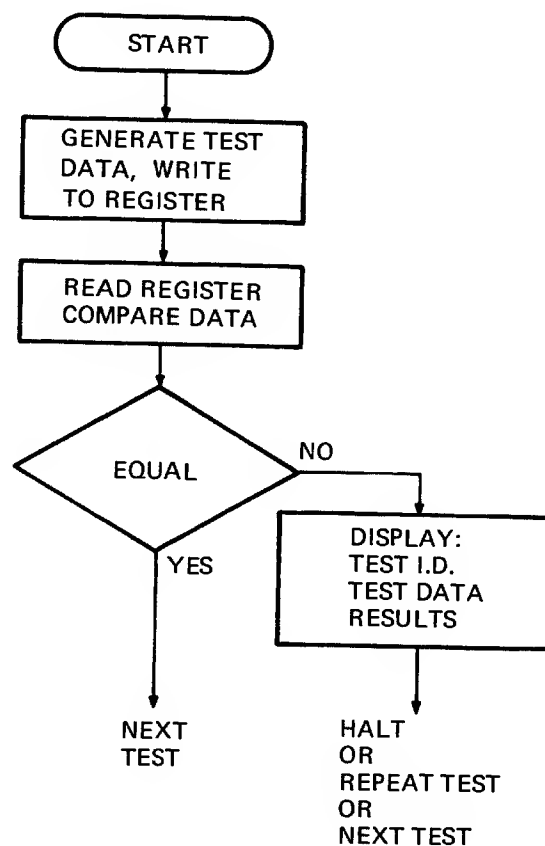 START
GENERATE TEST
DATA, WRITE
TO REGISTER
READ REGISTER
COMPARE DATA
EQUAL
NO
YES
DISPLAY:
TEST I.D.
TEST DATA
RESULTS
NEXT
TEST
HALT
OR
REPEAT TEST
OR
NEXT TEST